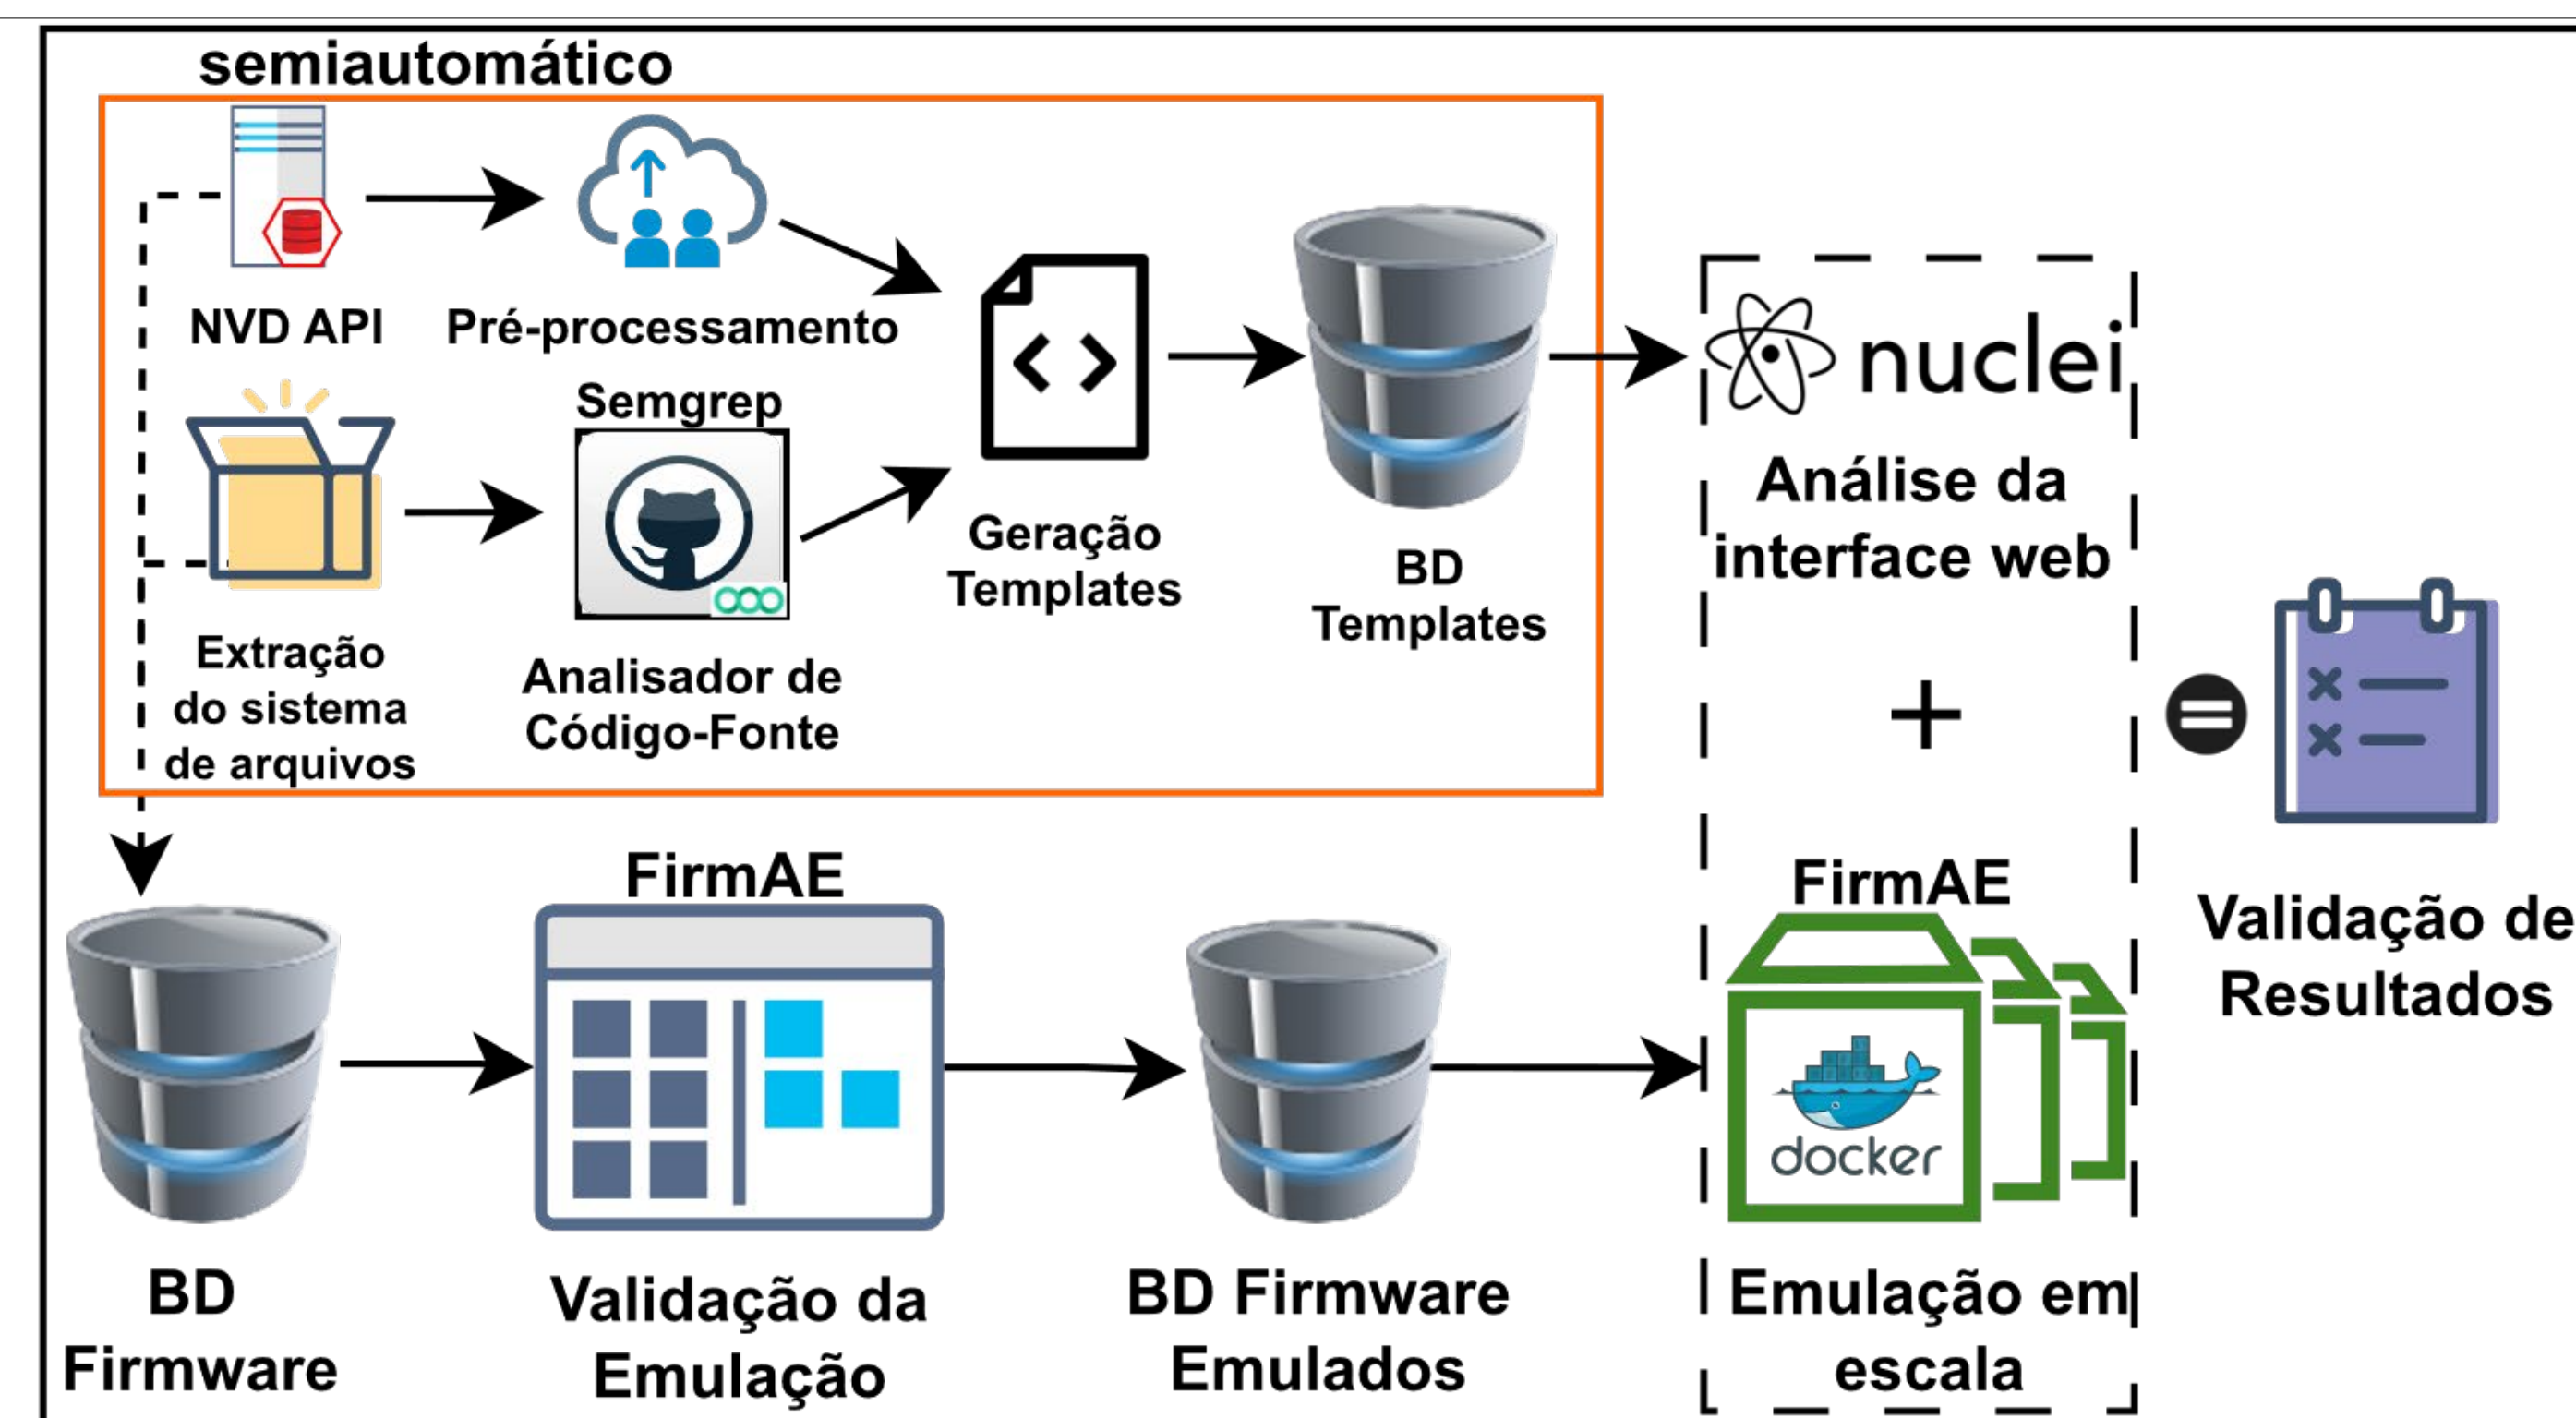 semiautomático
NVD API
Pré-processamento
Semgrep
Extração
do sistema
de arquivos
Analisador de
Código-Fonte
Geração
Templates
BD
Templates
nuclei
Análise da
interface web
+
FirmAE
docker
Emulação em
escala
Validação de
Resultados
BD
Firmware
FirmAE
Validação da
Emulação
BD Firmware
Emulados